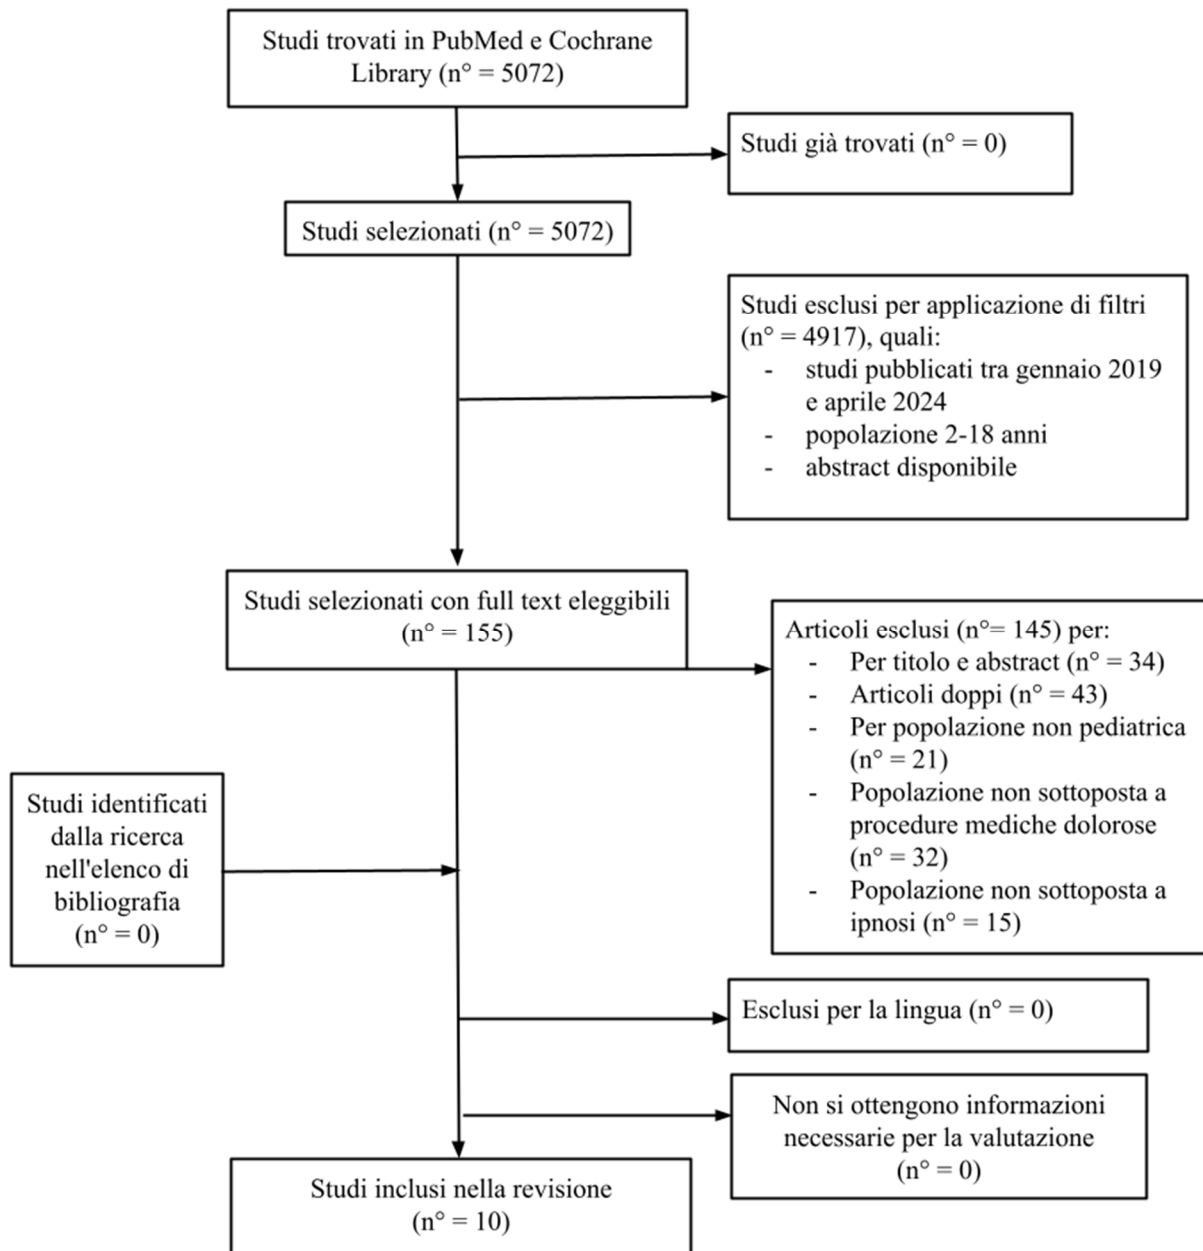 Studi trovati in PubMed e Cochrane
Library (n° = 5072)
Studi già trovati (n° = 0)
Studi selezionati (n° = 5072)
Studi esclusi per applicazione di filtri
(n° = 4917), quali:
- studi pubblicati tra gennaio 2019
e aprile 2024
- popolazione 2-18 anni
- abstract disponibile
Studi selezionati con full text eleggibili
(n° = 155)
Articoli esclusi (n°= 145) per:
- Per titolo e abstract (n° = 34)
- Articoli doppi (n° = 43)
- Per popolazione non pediatrica
(n° = 21)
- Popolazione non sottoposta a
procedure mediche dolorose
(n° = 32)
- Popolazione non sottoposta a
ipnosi (n° = 15)
Studi identificati
dalla ricerca
nell'elenco di
bibliografia
(n° = 0)
Esclusi per la lingua (n° = 0)
Non si ottengono informazioni
necessarie per la valutazione
(n° = 0)
Studi inclusi nella revisione
(n° = 10)